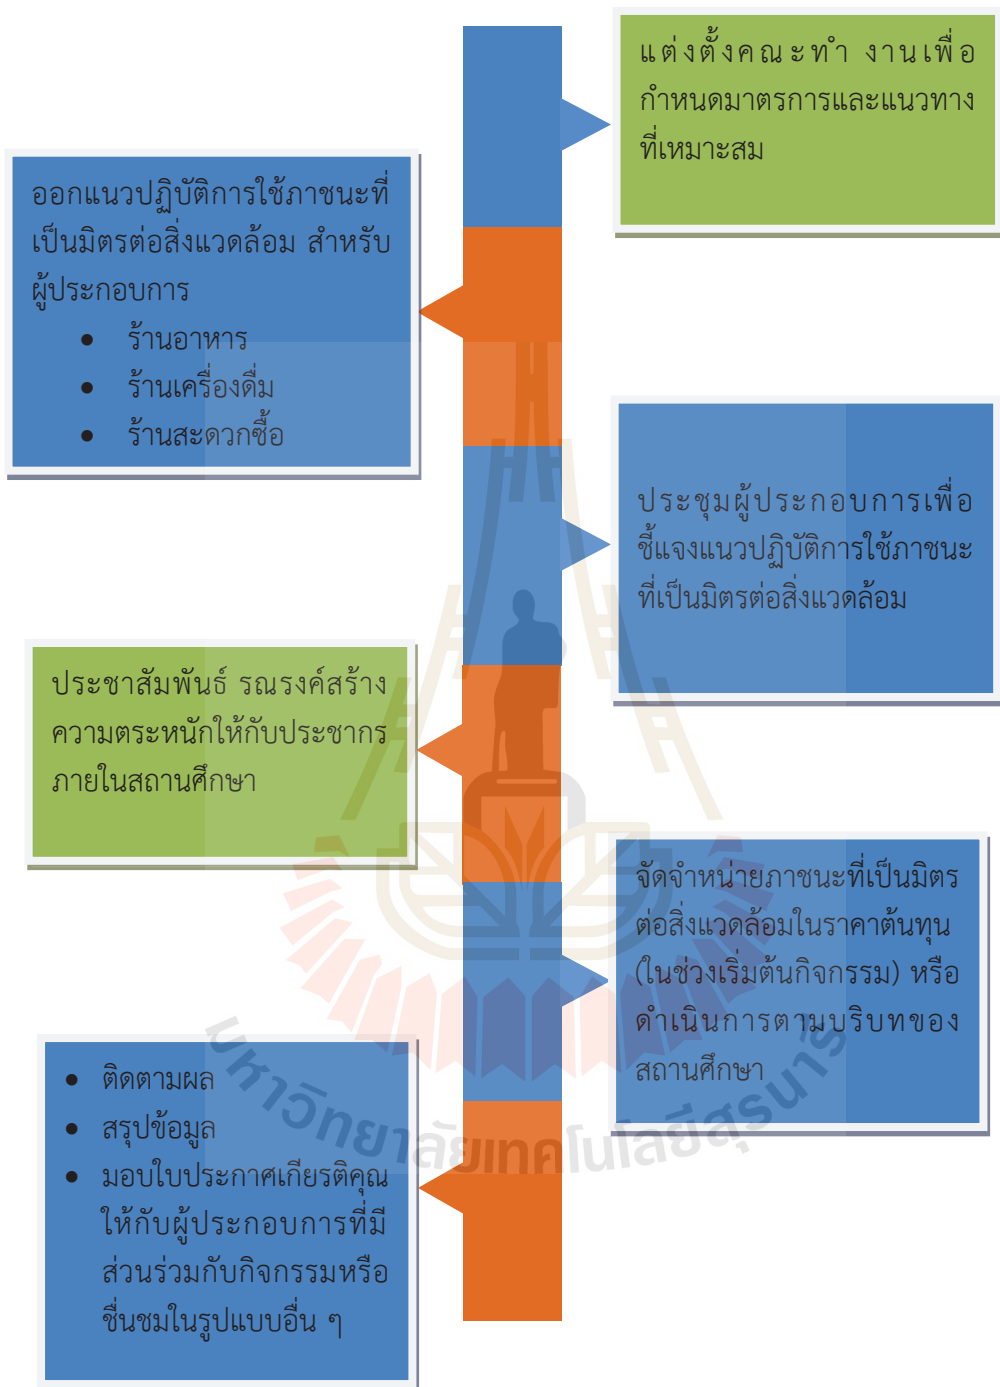 แต่งตั้งคณะทำ งานเพื่อ
กำหนดมาตรการและแนวทาง
ที่เหมาะสม
ออกแนวปฏิบัติการใช้ภาชนะที่
เป็นมิตรต่อสิ่งแวดล้อม สำหรับ
ผู้ประกอบการ
• ร้านอาหาร
• ร้านเครื่องดื่ม
• ร้านสะดวกซื้อ
ประชุมผู้ประกอบการเพื่อ
ชี้แจงแนวปฏิบัติการใช้ภาชนะ
ที่เป็นมิตรต่อสิ่งแวดล้อม
ประชาสัมพันธ์ รณรงค์สร้าง
ความตระหนักให้กับประชากร
ภายในสถานศึกษา
จัดจำหน่ายภาชนะที่เป็นมิตร
ต่อสิ่งแวดล้อมในราคาต้นทุน
(ในช่วงเริ่มต้นกิจกรรม) หรือ
ดำเนินการตามบริบทของ
สถานศึกษา
• ติดตามผล
• สรุปข้อมูล
• มอบใบประกาศเกียรติคุณ
ให้กับผู้ประกอบการที่มี
ส่วนร่วมกับกิจกรรมหรือ
ชื่นชมในรูปแบบอื่น ๆ
มหาวิทยาลัยเทคโนโลยีสุรนารี